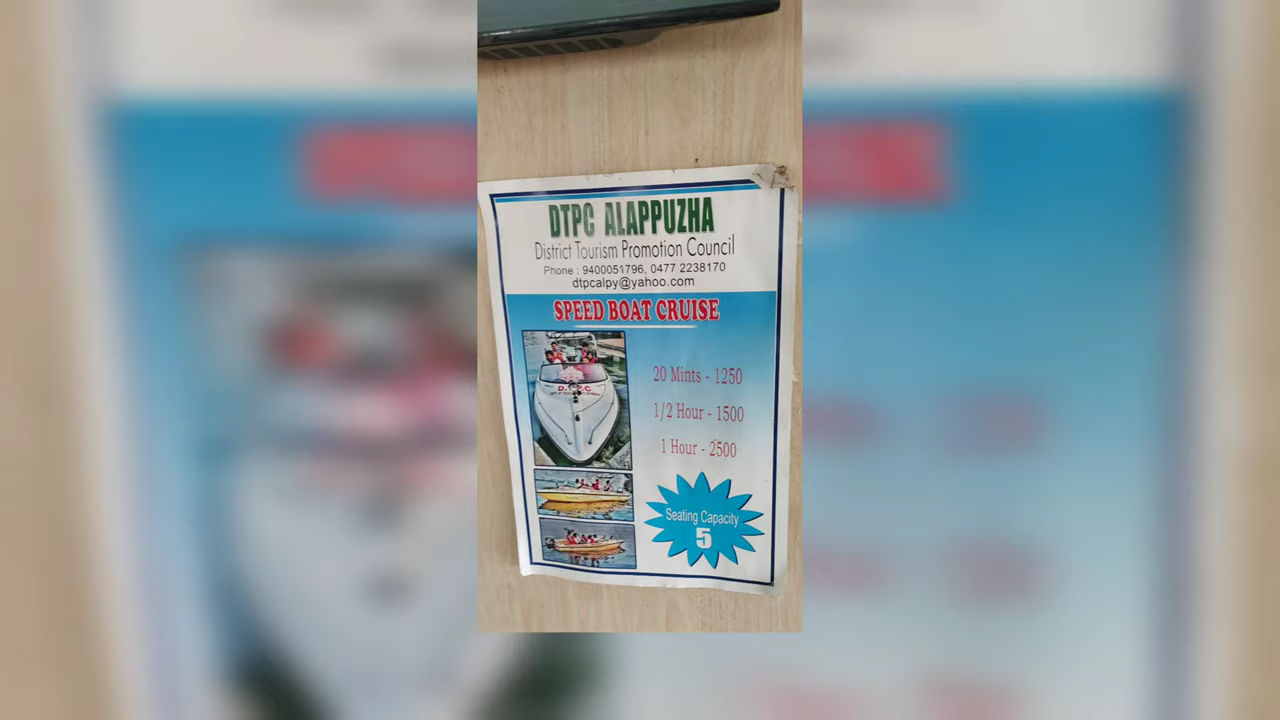 DTPC ALAPPUZHA
District Tourism Promotion Council
Phone : 9400051796, 0477 2238170
dtpcalpy@yahoo.com
SPEED BOAT CRUISE
20 Mints - 1250
1/2 Hour - 1500
1 Hour - 2500
Seating Capacity
5